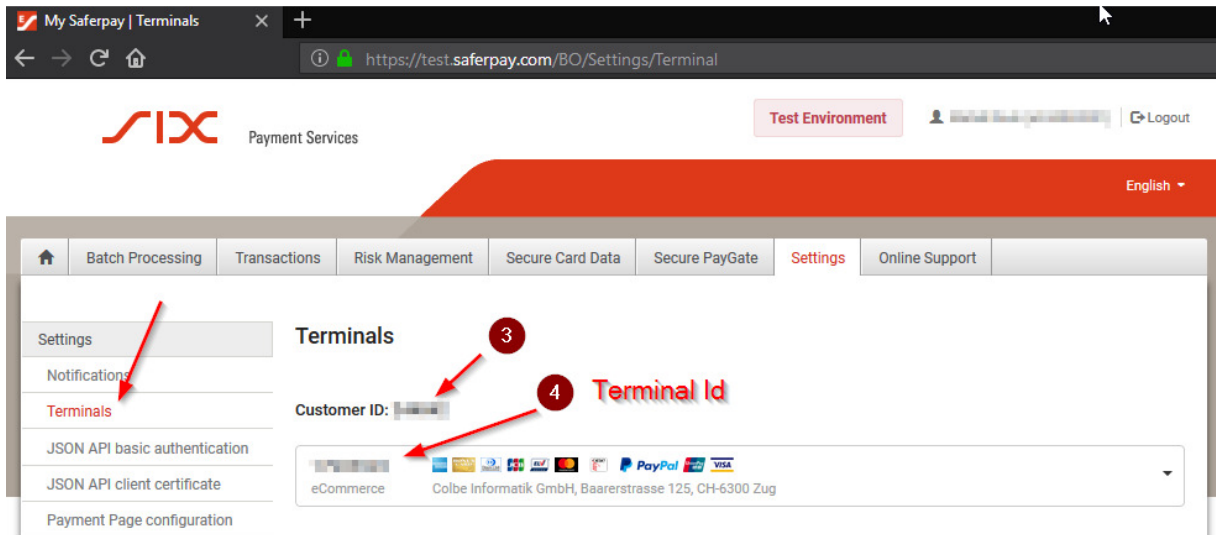 My Saferpay | Terminals
https://test.saferpay.com/BO/Settings/Terminal
SIX Payment Services
Test Environment
Logout
English
Batch Processing Transactions Risk Management Secure Card Data Secure PayGate Settings Online Support
Settings
Notifications
Terminals
JSON API basic authentication
JSON API client certificate
Payment Page configuration
Terminals
3
Customer ID:
4 Terminal Id
PayPal VISA
eCommerce Colbe Informatik GmbH, Baarerstrasse 125, CH-6300 Zug